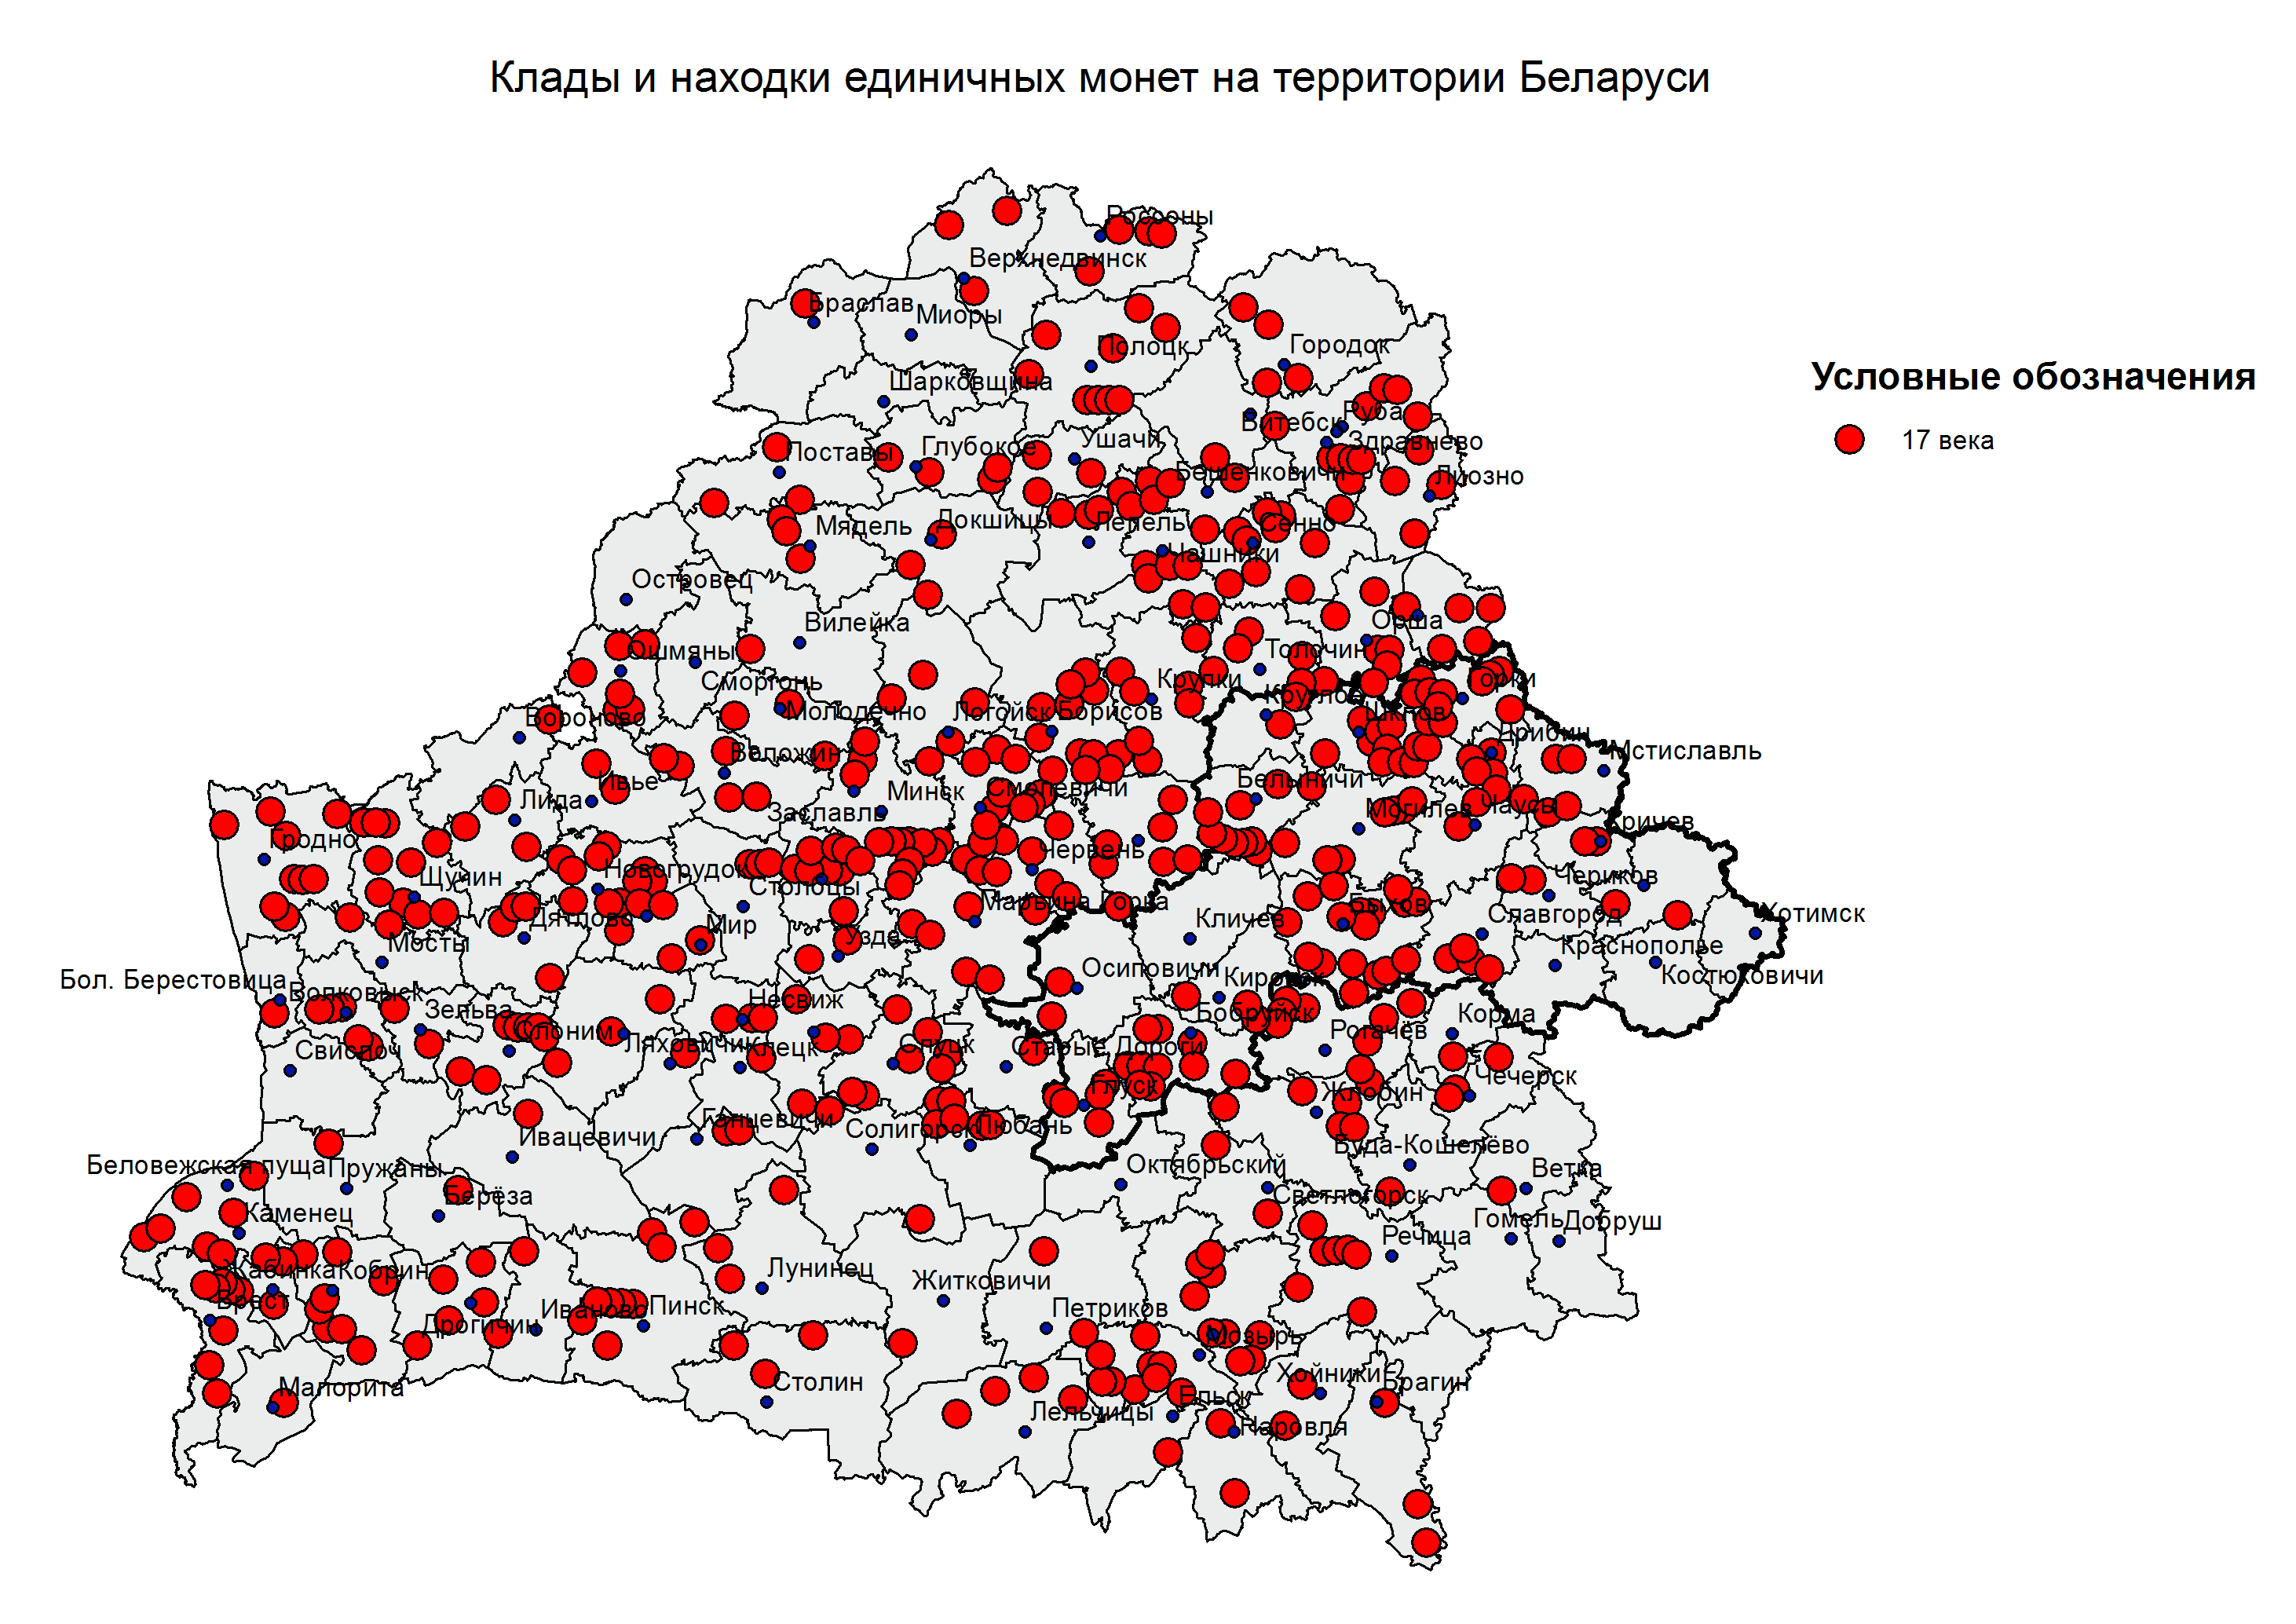 Клады и находки единичных монет на территории Беларуси
Условные обозначения
17 века
Россоны
Верхнедвинск
Браслав
Миоры
Полоцк
Городок
Шарковщина
Витебск
Руба
Здравнево
Поставы
Глубокое
Ушачи
Бешенковичи
Лиозно
Мядель
Докшицы
Лепель
Сенно
Чашники
Островец
Вилейка
Орша
Ошмяны
Сморгонь
Толочин
Крупки
Круглое
Горки
Вороново
Молодечно
Логойск
Борисов
Шклов
Дрибин
Мстиславль
Воложин
Ивье
Лида
Минск
Смолевичи
Белыничи
Заславль
Могилев
Чаусы
Кричев
Гродно
Червень
Щучин
Новогрудок
Столбцы
Чериков
Марьина Горка
Быхов
Славгород
Хотимск
Дятлово
Мир
Кличев
Мосты
Узда
Краснополье
Костюковичи
Бол. Берестовица
Волковыск
Осиповичи
Кировск
Зельва
Слоним
Несвиж
Бобруйск
Корма
Свислоч
Ляховичи
Клецк
Слуцк
Старые Дороги
Рогачёв
Глуск
Жлобин
Чечерск
Ганцевичи
Солигорск
Любань
Ивацевичи
Буда-Кошелёво
Беловежская пуща
Пружаны
Октябрьский
Ветка
Берёза
Светлогорск
Каменец
Гомель
Добруш
Речица
Жабинка
Кобрин
Лунинец
Житковичи
Брест
Дрогичин
Иваново
Пинск
Петриков
Мозырь
Малорита
Столин
Хойники
Брагин
Лельчицы
Ельск
Наровля